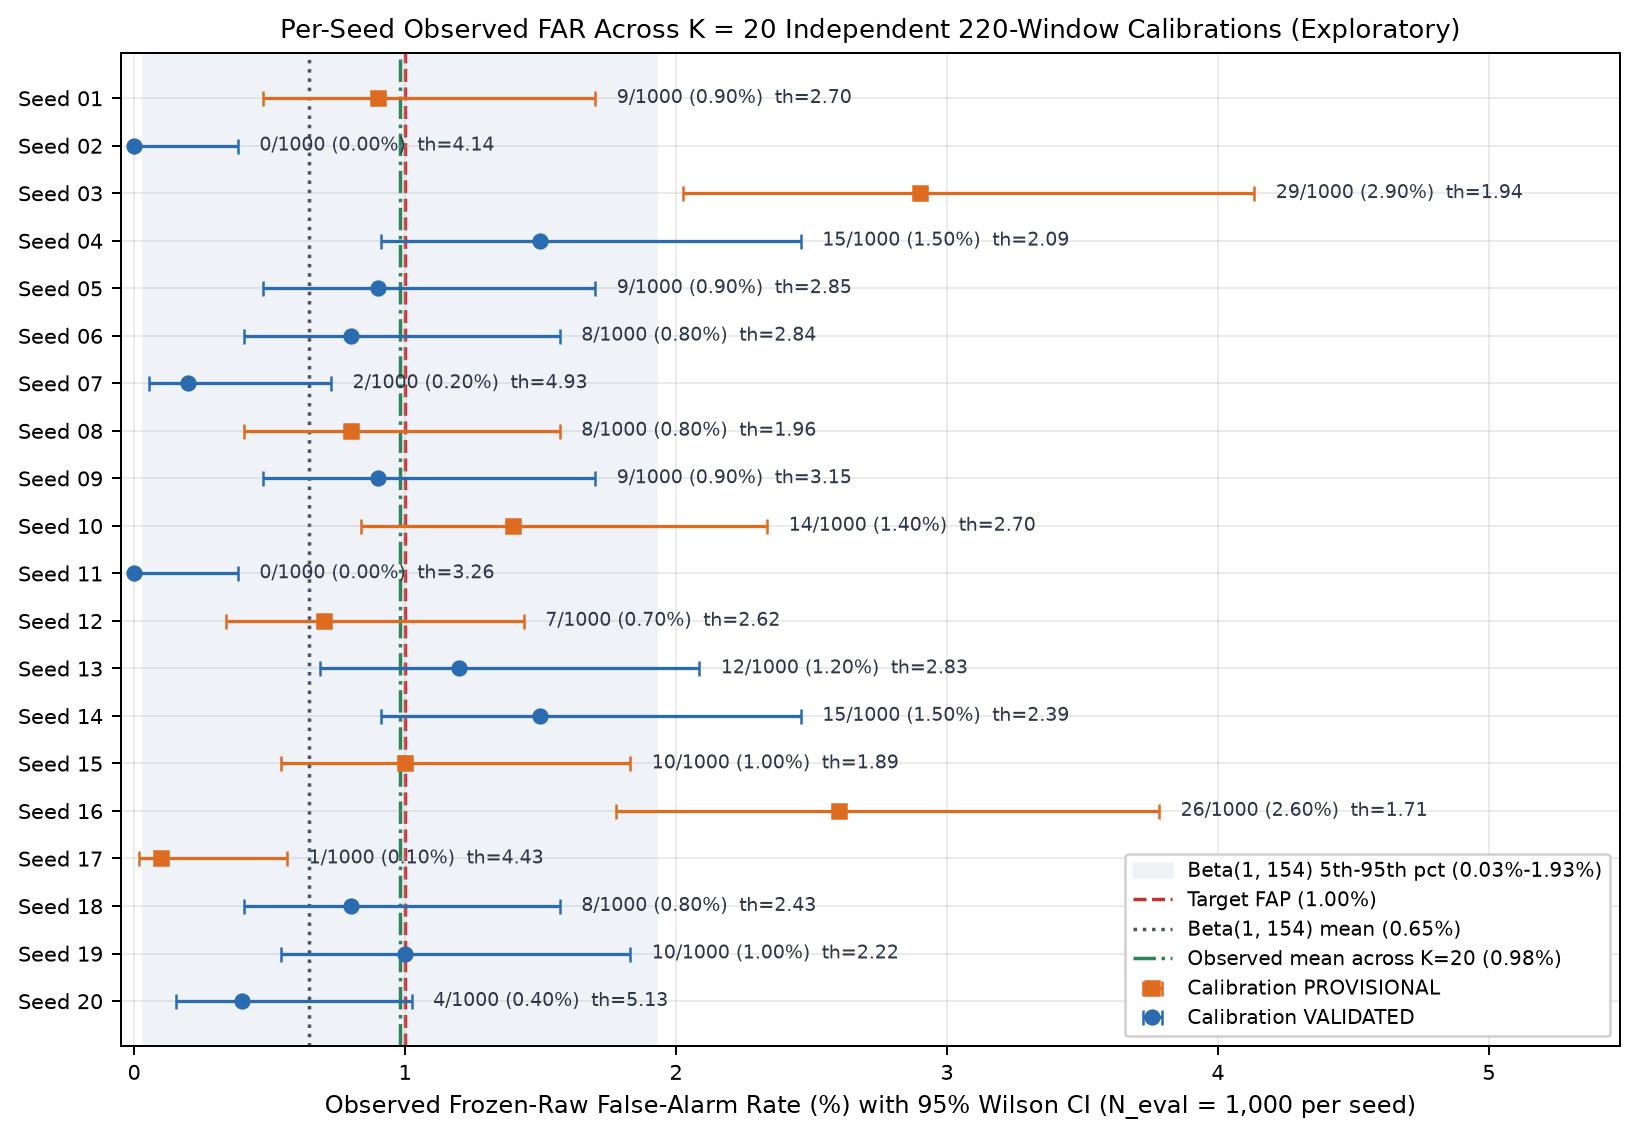 Per-Seed Observed FAR Across K = 20 Independent 220-Window Calibrations (Exploratory)
Seed 01
9/1000 (0.90%)  th=2.70
Seed 02
0/1000 (0.00%)  th=4.14
Seed 03
29/1000 (2.90%)  th=1.94
Seed 04
15/1000 (1.50%)  th=2.09
Seed 05
9/1000 (0.90%)  th=2.85
Seed 06
8/1000 (0.80%)  th=2.84
Seed 07
2/1000 (0.20%)  th=4.93
Seed 08
8/1000 (0.80%)  th=1.96
Seed 09
9/1000 (0.90%)  th=3.15
Seed 10
14/1000 (1.40%)  th=2.70
Seed 11
0/1000 (0.00%)  th=3.26
Seed 12
7/1000 (0.70%)  th=2.62
Seed 13
12/1000 (1.20%)  th=2.83
Seed 14
15/1000 (1.50%)  th=2.39
Seed 15
10/1000 (1.00%)  th=1.89
Seed 16
26/1000 (2.60%)  th=1.71
Seed 17
1/1000 (0.10%)  th=4.43
Seed 18
8/1000 (0.80%)  th=2.43
Seed 19
10/1000 (1.00%)  th=2.22
Seed 20
4/1000 (0.40%)  th=5.13
Beta(1, 154) 5th-95th pct (0.03%-1.93%)
Target FAP (1.00%)
Beta(1, 154) mean (0.65%)
Observed mean across K=20 (0.98%)
Calibration PROVISIONAL
Calibration VALIDATED
0 1 2 3 4 5
Observed Frozen-Raw False-Alarm Rate (%) with 95% Wilson CI (N_eval = 1,000 per seed)